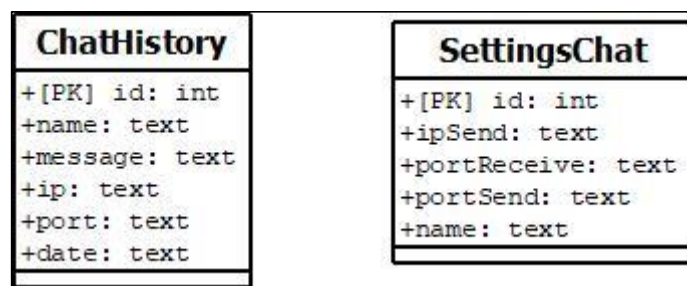 ChatHistory
+[PK] id: int
+name: text
+message: text
+ip: text
+port: text
+date: text
SettingsChat
+[PK] id: int
+ipSend: text
+portReceive: text
+portSend: text
+name: text